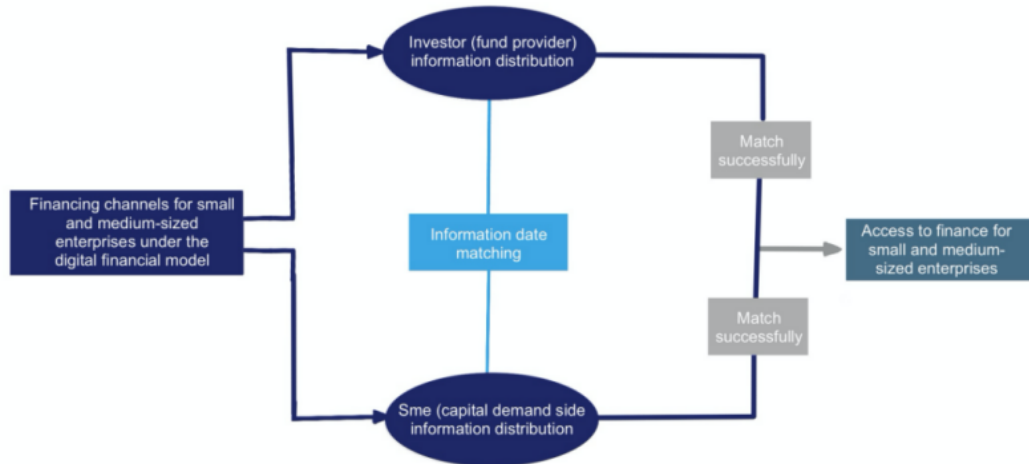 Investor (fund provider)
information distribution
Match
successfully
Financing channels for small
and medium-sized
enterprises under the
digital financial model
Information date
matching
Access to finance for
small and medium-
sized enterprises
Match
successfully
Sme (capital demand side
information distribution